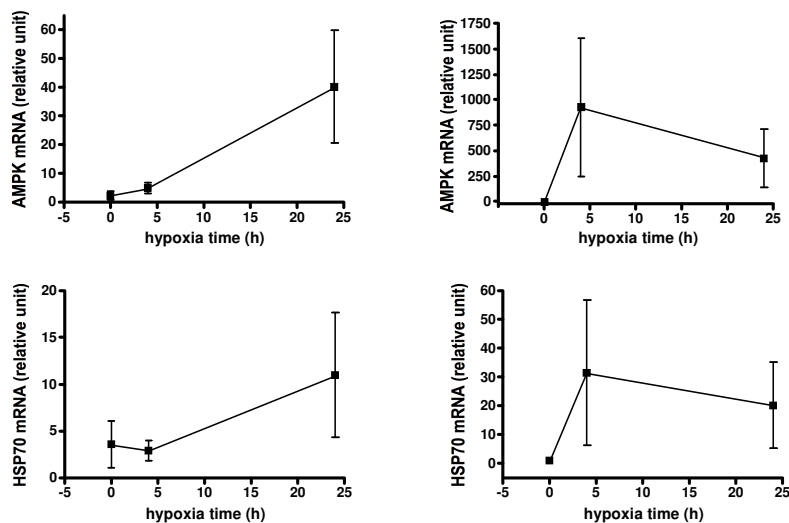 AMPK mRNA (relative unit)
60
50
40
30
20
10
0
-5 0 5 10 15 20 25
hypoxia time (h)
AMPK mRNA (relative unit)
1750
1500
1250
1000
750
500
250
0
0 5 10 15 20 25
hypoxia time (h)
HSP70 mRNA (relative unit)
20
15
10
5
0
-5 0 5 10 15 20 25
hypoxia time (h)
HSP70 mRNA (relative unit)
60
50
40
30
20
10
0
-5 0 5 10 15 20 25
hypoxia time (h)